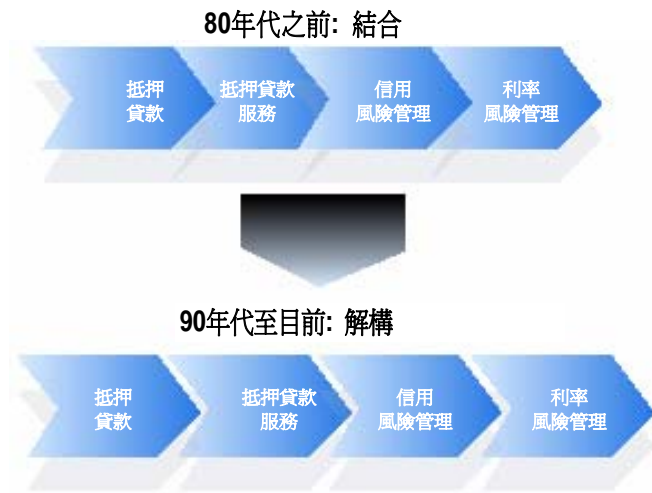 80年代之前: 結合
抵押
貸款
抵押貸款
服務
信用
風險管理
利率
風險管理
90年代至目前: 解構
抵押
貸款
抵押貸款
服務
信用
風險管理
利率
風險管理